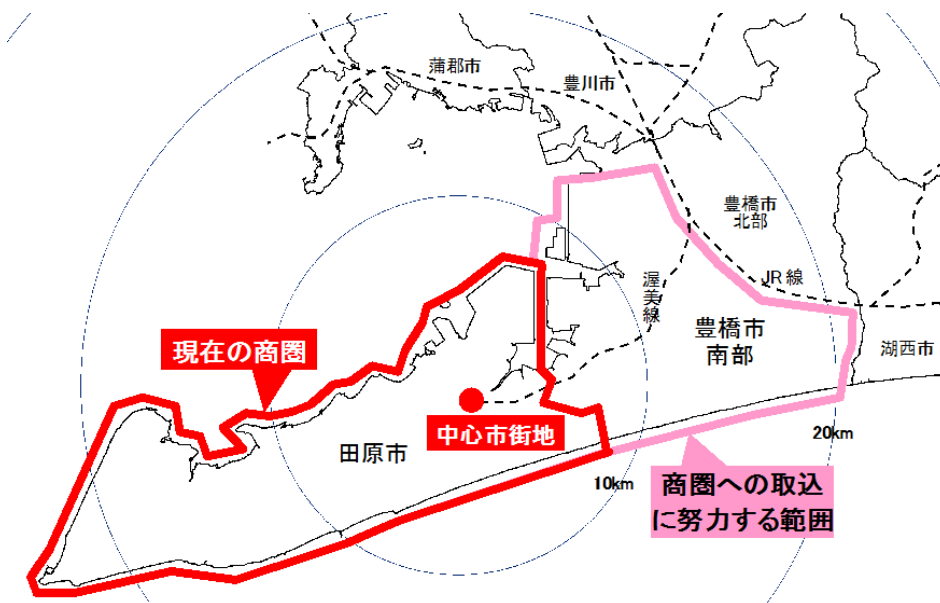 蒲郡市
豊川市
豊橋市
北部
JR線
渥美線
豊橋市
南部
湖西市
現在の商圏
中心市街地
田原市
20km
10km
商圏への取込
に努力する範囲